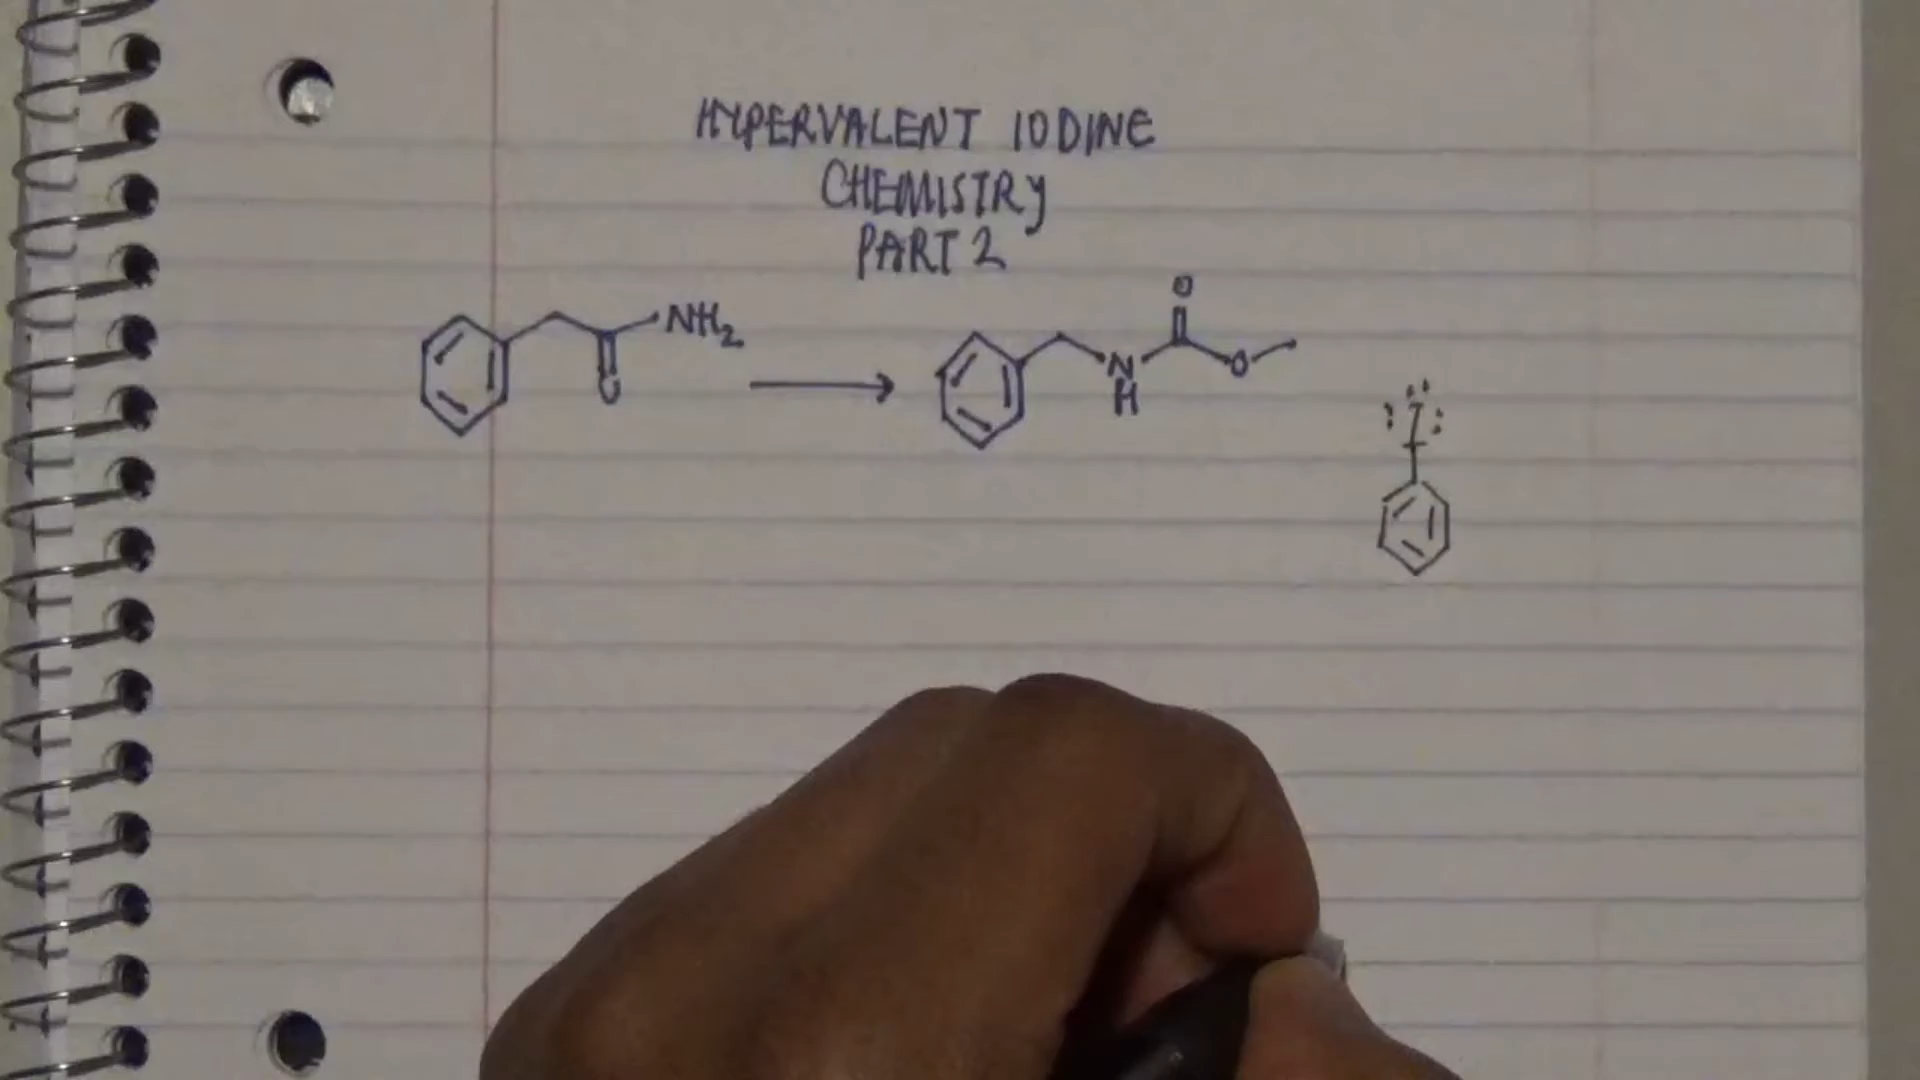 HYPERVALENT IODINE
CHEMISTRY
PART 2
NH2
O
O
N
H
O
I